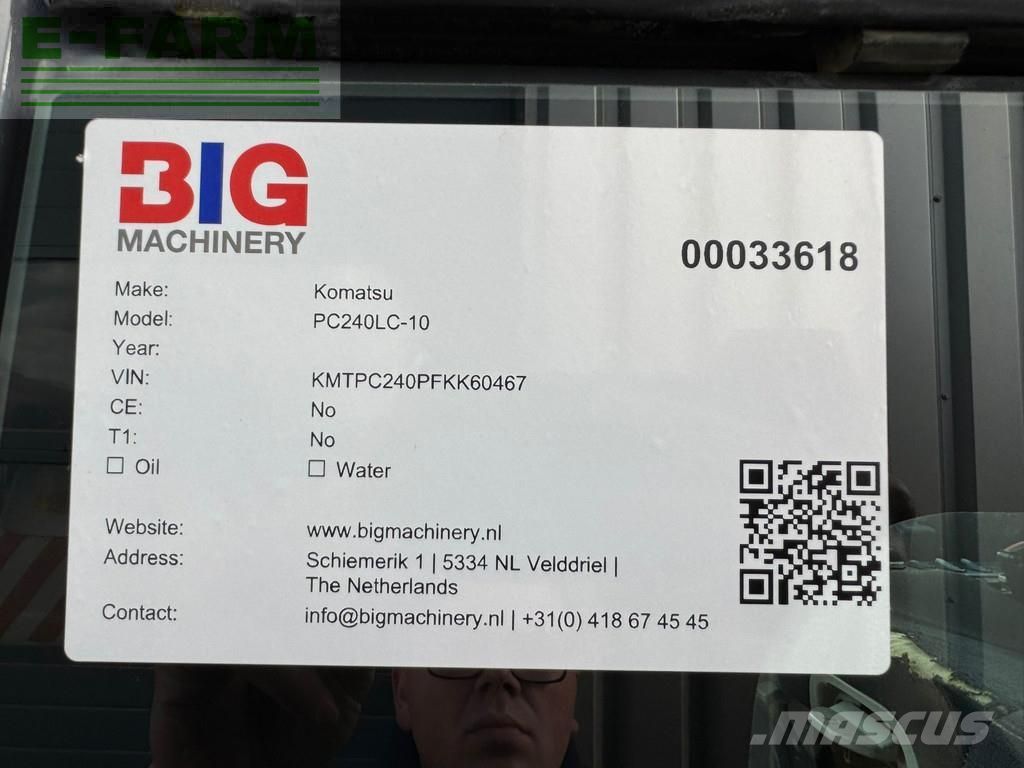 E-FARM
BIG
MACHINERY
00033618
Make: Komatsu
Model: PC240LC-10
Year:
VIN: KMTPC240PFKK60467
CE: No
T1: No
☐ Oil ☐ Water
Website: www.bigmachinery.nl
Address: Schiemerik 1 | 5334 NL Velddriel |
The Netherlands
Contact: info@bigmachinery.nl | +31(0) 418 67 45 45
MASCUS